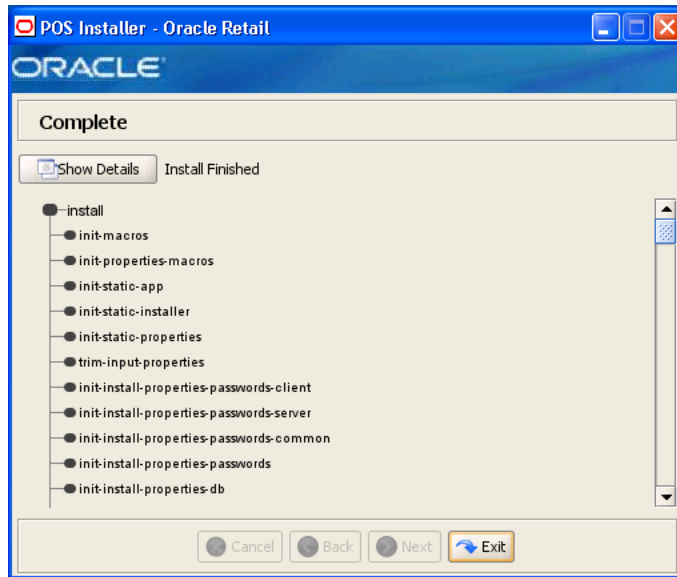 POS Installer - Oracle Retail
ORACLE
Complete
Show Details Install Finished
install
init-macros
init-properties-macros
init-static-app
init-static-installer
init-static-properties
trim-input-properties
init-install-properties-passwords-client
init-install-properties-passwords-server
init-install-properties-passwords-common
init-install-properties-passwords
init-install-properties-db
Cancel Back Next Exit